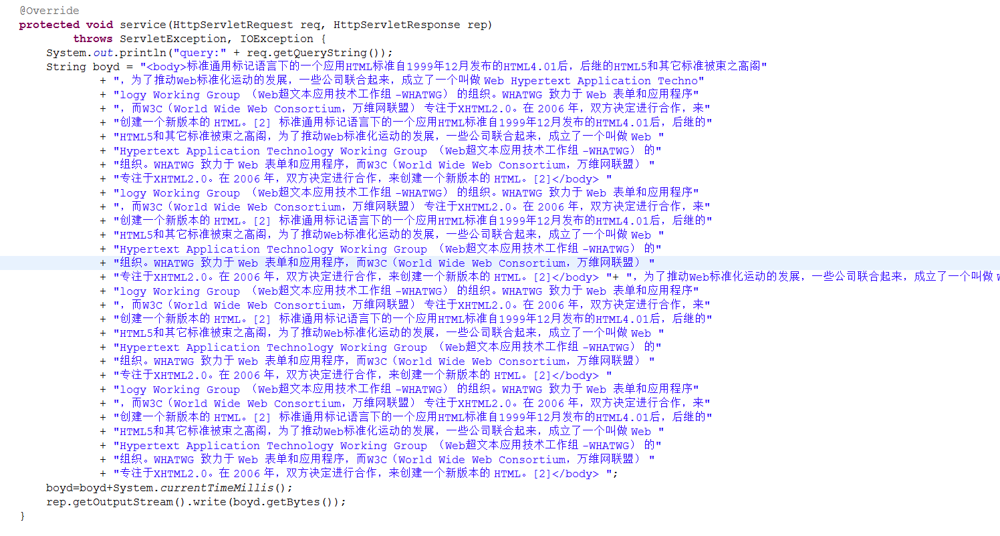 @Override
protected void service(HttpServletRequest req, HttpServletResponse rep)
throws ServletException, IOException {
System.out.println("query:" + req.getQueryString());
String boyd = "<body>标准通用标记语言下的一个应用HTML标准自1999年12月发布的HTML4.01后，后继的HTML5和其它标准被束之高阁"
+ "，为了推动Web标准化运动的发展，一些公司联合起来，成立了一个叫做 Web Hypertext Application Techno"
+ "logy Working Group （Web超文本应用技术工作组 -WHATWG） 的组织。WHATWG 致力于 Web 表单和应用程序"
+ "，而W3C（World Wide Web Consortium，万维网联盟） 专注于XHTML2.0。在 2006 年，双方决定进行合作，来"
+ "创建一个新版本的 HTML。[2] 标准通用标记语言下的一个应用HTML标准自1999年12月发布的HTML4.01后，后继的"
+ "HTML5和其它标准被束之高阁，为了推动Web标准化运动的发展，一些公司联合起来，成立了一个叫做 Web "
+ "Hypertext Application Technology Working Group （Web超文本应用技术工作组 -WHATWG） 的"
+ "组织。WHATWG 致力于 Web 表单和应用程序，而W3C（World Wide Web Consortium，万维网联盟） "
+ "专注于XHTML2.0。在 2006 年，双方决定进行合作，来创建一个新版本的 HTML。[2]</body> "
+ "logy Working Group （Web超文本应用技术工作组 -WHATWG） 的组织。WHATWG 致力于 Web 表单和应用程序"
+ "，而W3C（World Wide Web Consortium，万维网联盟） 专注于XHTML2.0。在 2006 年，双方决定进行合作，来"
+ "创建一个新版本的 HTML。[2] 标准通用标记语言下的一个应用HTML标准自1999年12月发布的HTML4.01后，后继的"
+ "HTML5和其它标准被束之高阁，为了推动Web标准化运动的发展，一些公司联合起来，成立了一个叫做 Web "
+ "Hypertext Application Technology Working Group （Web超文本应用技术工作组 -WHATWG） 的"
+ "组织。WHATWG 致力于 Web 表单和应用程序，而W3C（World Wide Web Consortium，万维网联盟） "
+ "专注于XHTML2.0。在 2006 年，双方决定进行合作，来创建一个新版本的 HTML。[2]</body> "+ "，为了推动Web标准化运动的发展，一些公司联合起来，成立了一个叫做
+ "logy Working Group （Web超文本应用技术工作组 -WHATWG） 的组织。WHATWG 致力于 Web 表单和应用程序"
+ "，而W3C（World Wide Web Consortium，万维网联盟） 专注于XHTML2.0。在 2006 年，双方决定进行合作，来"
+ "创建一个新版本的 HTML。[2] 标准通用标记语言下的一个应用HTML标准自1999年12月发布的HTML4.01后，后继的"
+ "HTML5和其它标准被束之高阁，为了推动Web标准化运动的发展，一些公司联合起来，成立了一个叫做 Web "
+ "Hypertext Application Technology Working Group （Web超文本应用技术工作组 -WHATWG） 的"
+ "组织。WHATWG 致力于 Web 表单和应用程序，而W3C（World Wide Web Consortium，万维网联盟） "
+ "专注于XHTML2.0。在 2006 年，双方决定进行合作，来创建一个新版本的 HTML。[2]</body> "
+ "logy Working Group （Web超文本应用技术工作组 -WHATWG） 的组织。WHATWG 致力于 Web 表单和应用程序"
+ "，而W3C（World Wide Web Consortium，万维网联盟） 专注于XHTML2.0。在 2006 年，双方决定进行合作，来"
+ "创建一个新版本的 HTML。[2] 标准通用标记语言下的一个应用HTML标准自1999年12月发布的HTML4.01后，后继的"
+ "HTML5和其它标准被束之高阁，为了推动Web标准化运动的发展，一些公司联合起来，成立了一个叫做 Web "
+ "Hypertext Application Technology Working Group （Web超文本应用技术工作组 -WHATWG） 的"
+ "组织。WHATWG 致力于 Web 表单和应用程序，而W3C（World Wide Web Consortium，万维网联盟） "
+ "专注于XHTML2.0。在 2006 年，双方决定进行合作，来创建一个新版本的 HTML。[2]</body> ";
boyd=boyd+System.currentTimeMillis();
rep.getOutputStream().write(boyd.getBytes());
}